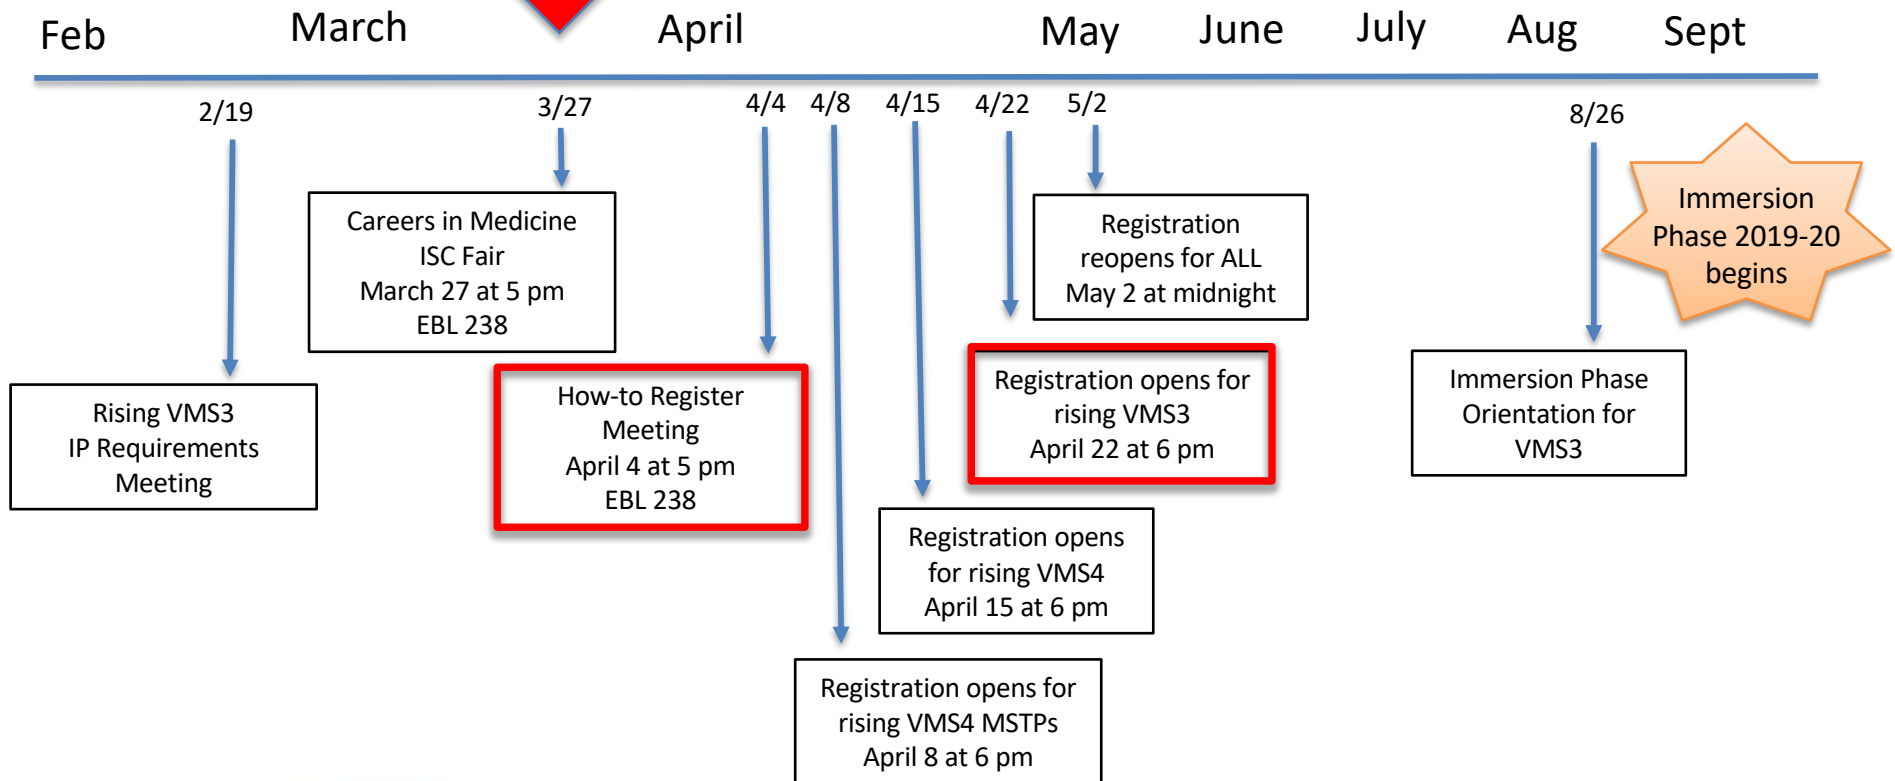 Feb
March
April
May
June
July
Aug
Sept
2/19
3/27
4/4
4/8
4/15
4/22
5/2
8/26
Immersion
Phase 2019-20
begins
Careers in Medicine
ISC Fair
March 27 at 5 pm
EBL 238
Registration
reopens for ALL
May 2 at midnight
Rising VMS3
IP Requirements
Meeting
How-to Register
Meeting
April 4 at 5 pm
EBL 238
Registration opens for
rising VMS3
April 22 at 6 pm
Immersion Phase
Orientation for
VMS3
Registration opens
for rising VMS4
April 15 at 6 pm
Registration opens for
rising VMS4 MSTPs
April 8 at 6 pm